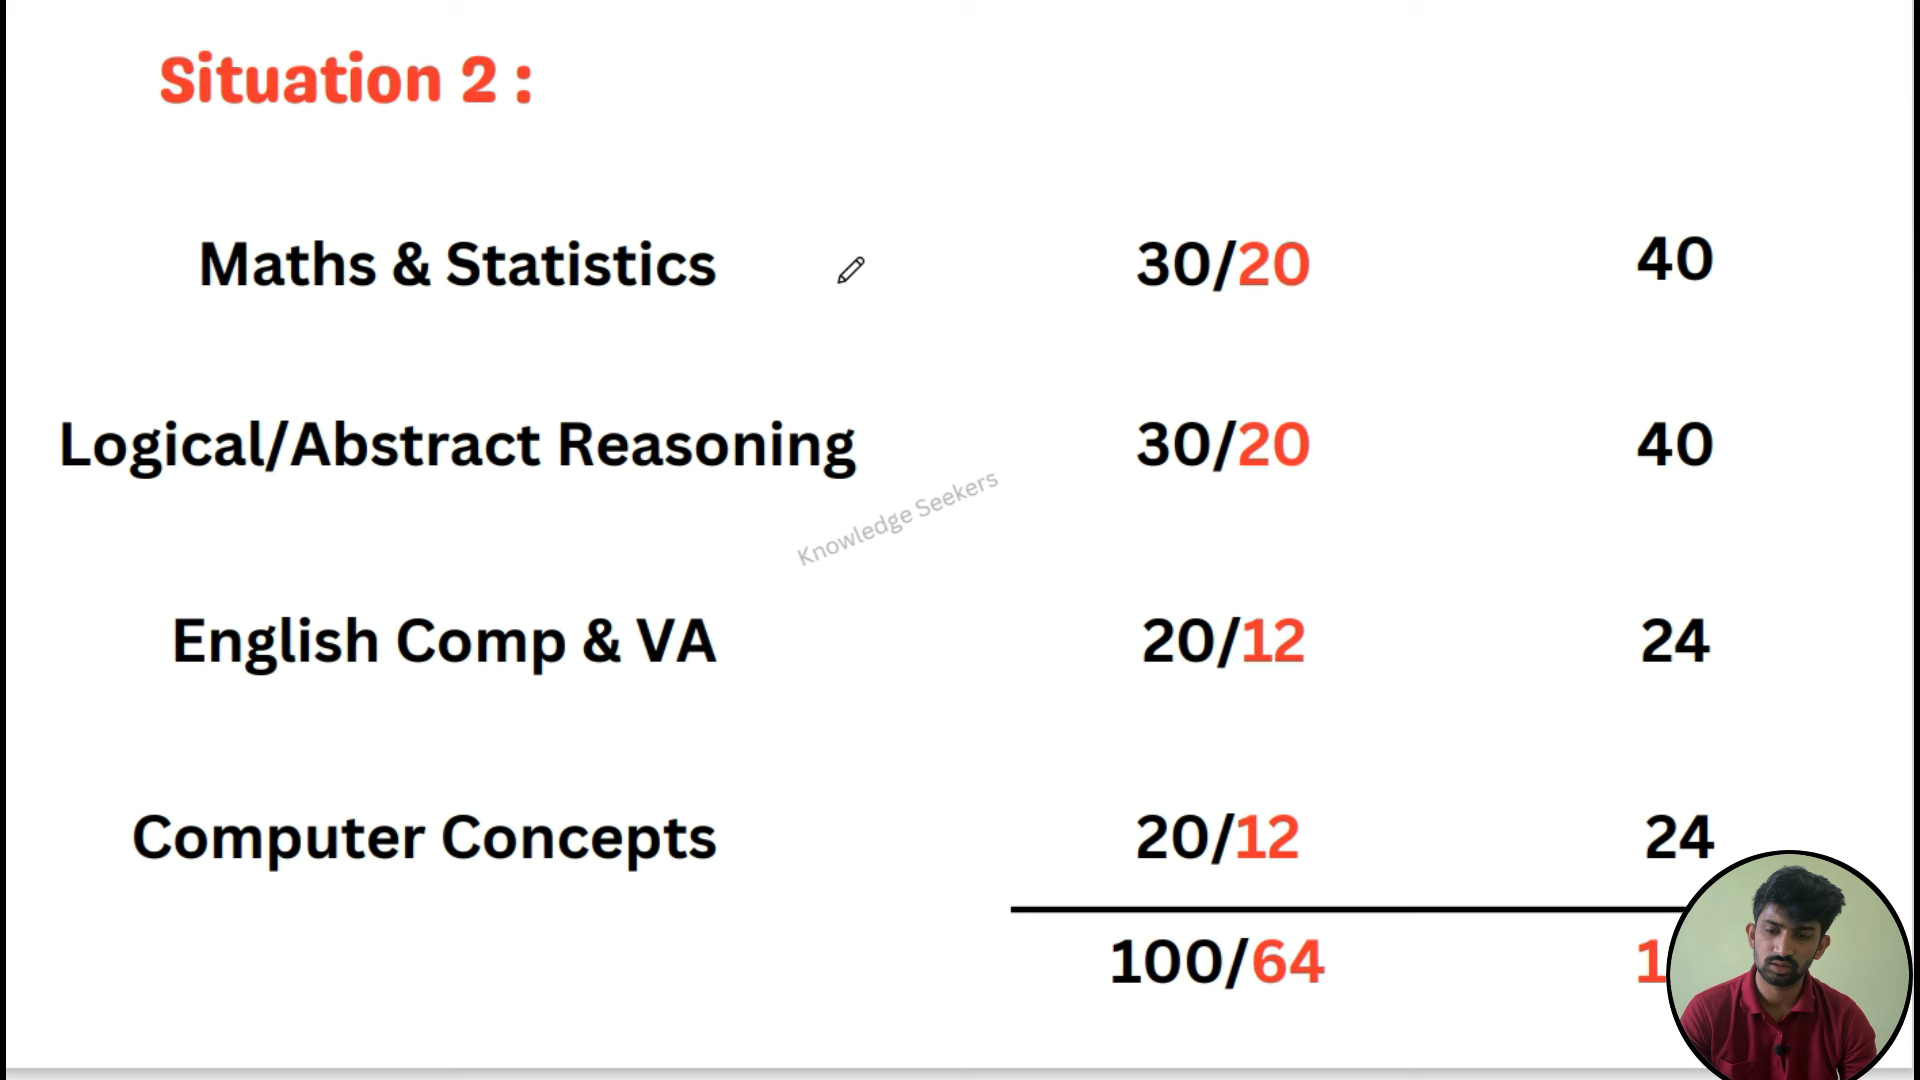 Situation 2 :
Maths & Statistics 30/20 40
Logical/Abstract Reasoning 30/20 40
Knowledge Seekers
English Comp & VA 20/12 24
Computer Concepts 20/12 24
100/64 1